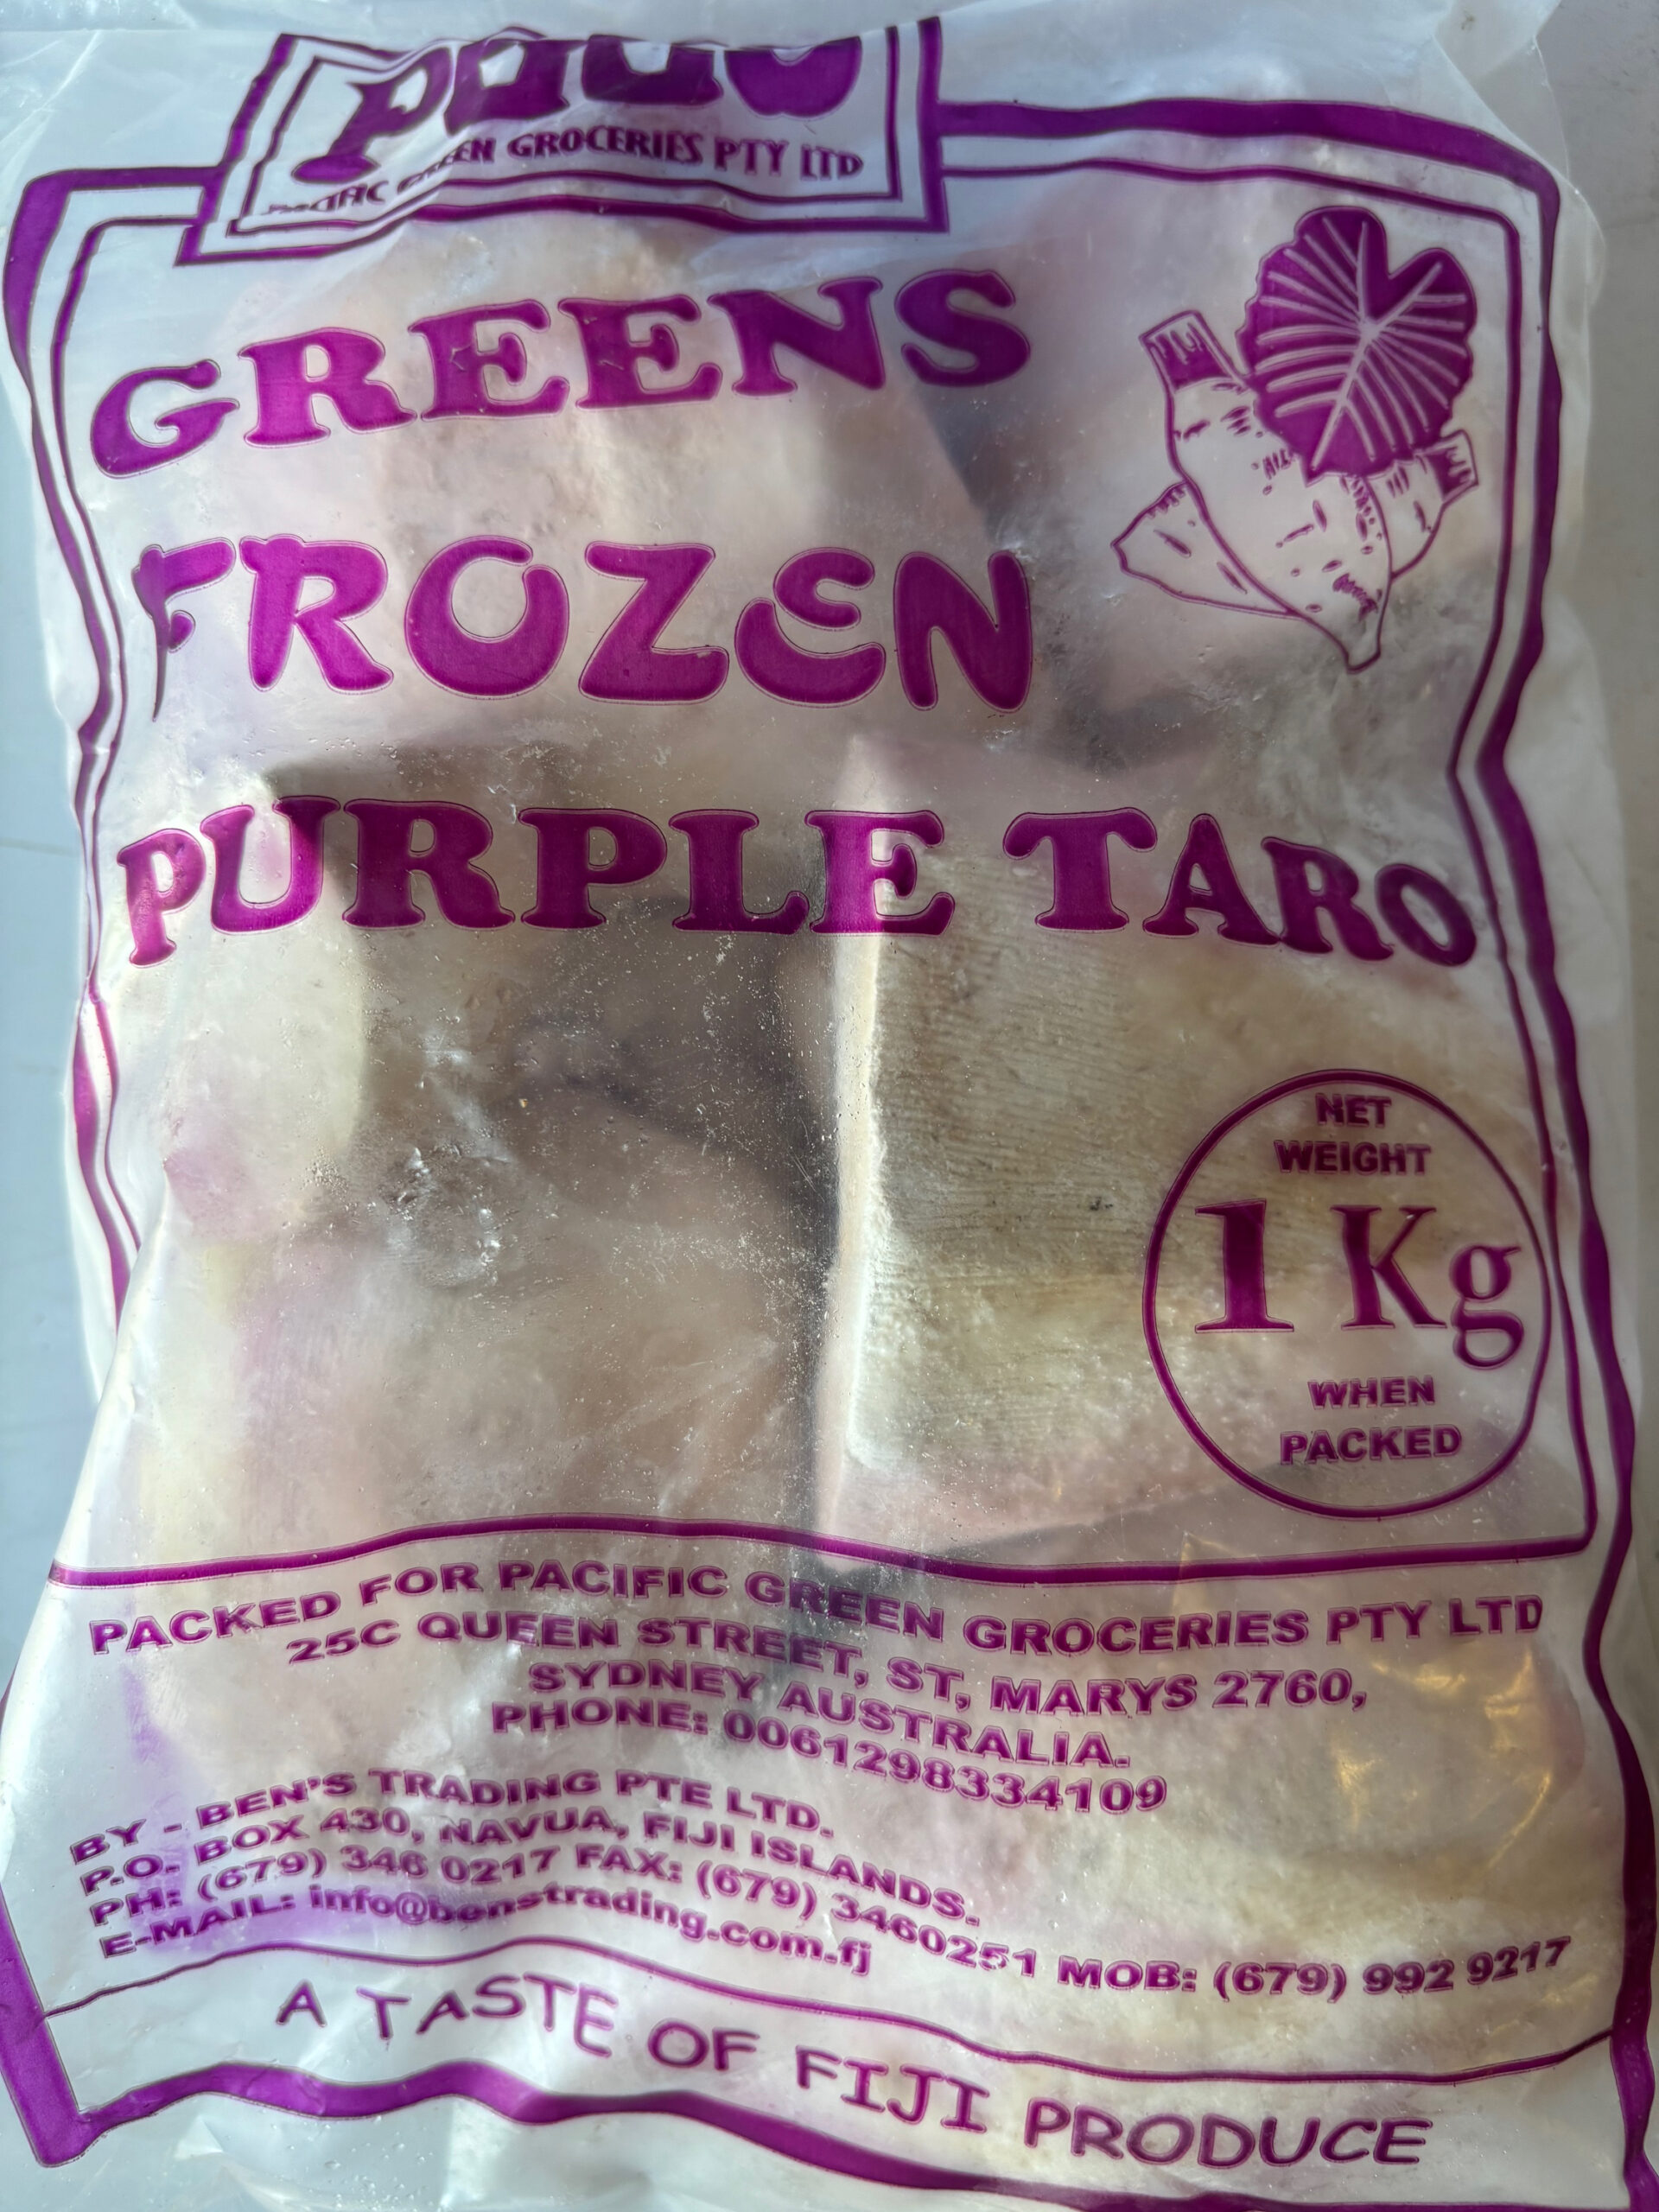 GREEN GROCERIES PTY LTD
GREENS
FROZEN
PURPLE TARO
NET
WEIGHT
1 Kg
WHEN
PACKED
PACKED FOR PACIFIC GREEN GROCERIES PTY LTD
25C QUEEN STREET, ST, MARYS 2760,
SYDNEY AUSTRALIA.
PHONE: 0061298334109
BY - BEN'S TRADING PTE LTD.
P.O. BOX 430, NAVUA, FIJI ISLANDS.
PH: (679) 346 0217 FAX: (679) 3460251 MOB: (679) 992 9217
E-MAIL: info@benstrading.com.fj
A TASTE OF FIJI PRODUCE